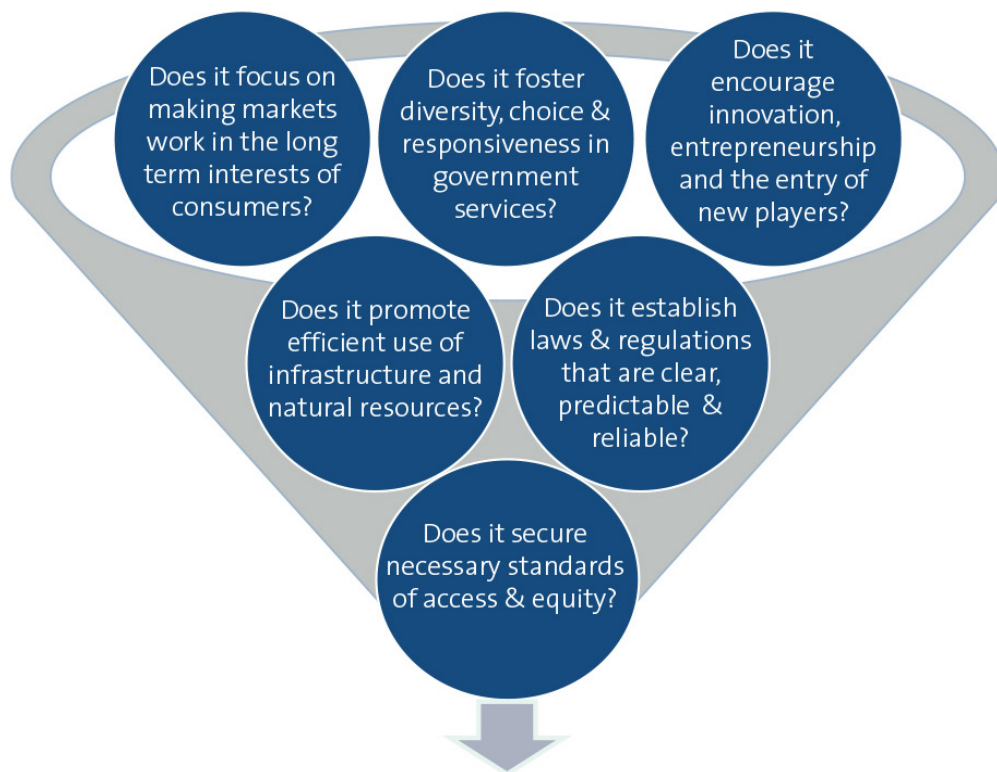 Does it focus on
making markets
work in the long
term interests of
consumers?
Does it foster
diversity, choice &
responsiveness in
government
services?
Does it
encourage
innovation,
entrepreneurship
and the entry of
new players?
Does it promote
efficient use of
infrastructure and
natural resources?
Does it establish
laws & regulations
that are clear,
predictable &
reliable?
Does it secure
necessary standards
of access & equity?